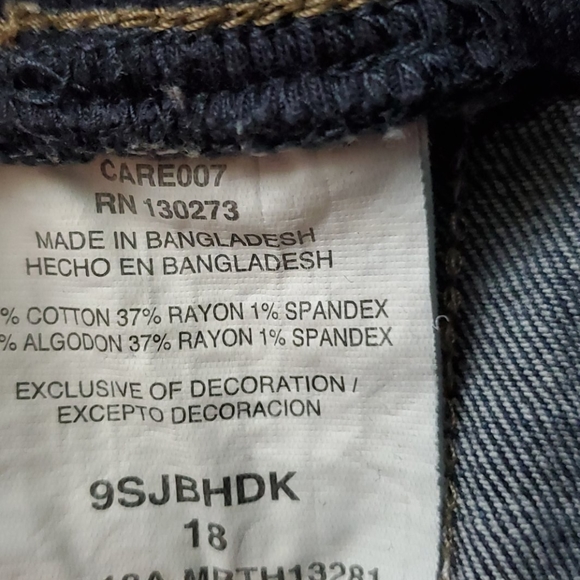 CARE007
RN 130273
MADE IN BANGLADESH
HECHO EN BANGLADESH
% COTTON 37% RAYON 1% SPANDEX
% ALGODON 37% RAYON 1% SPANDEX
EXCLUSIVE OF DECORATION /
EXCEPTO DECORACION
9SJBHDK
18
MBTH13281